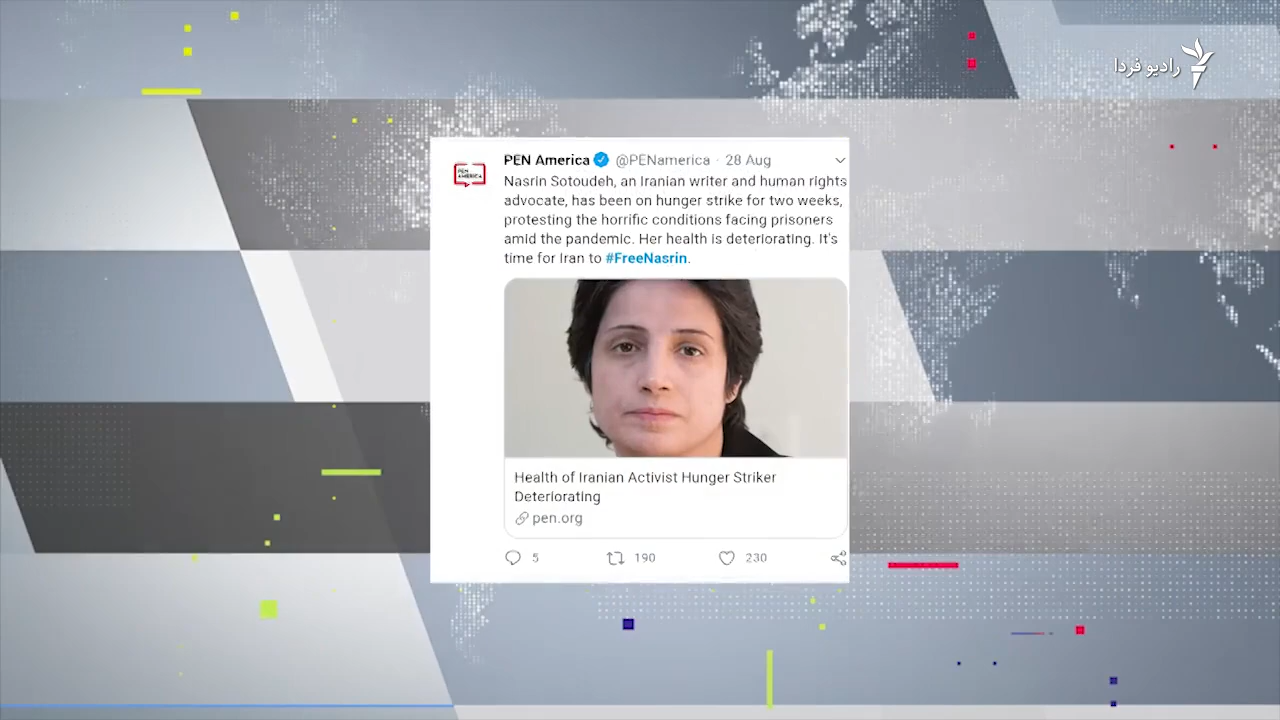 رادیو فردا
PEN America @PENamerica · 28 Aug
PEN
AMERICA
Nasrin Sotoudeh, an Iranian writer and human rights
advocate, has been on hunger strike for two weeks,
protesting the horrific conditions facing prisoners
amid the pandemic. Her health is deteriorating. It's
time for Iran to #FreeNasrin.
Health of Iranian Activist Hunger Striker
Deteriorating
pen.org
5 190 230